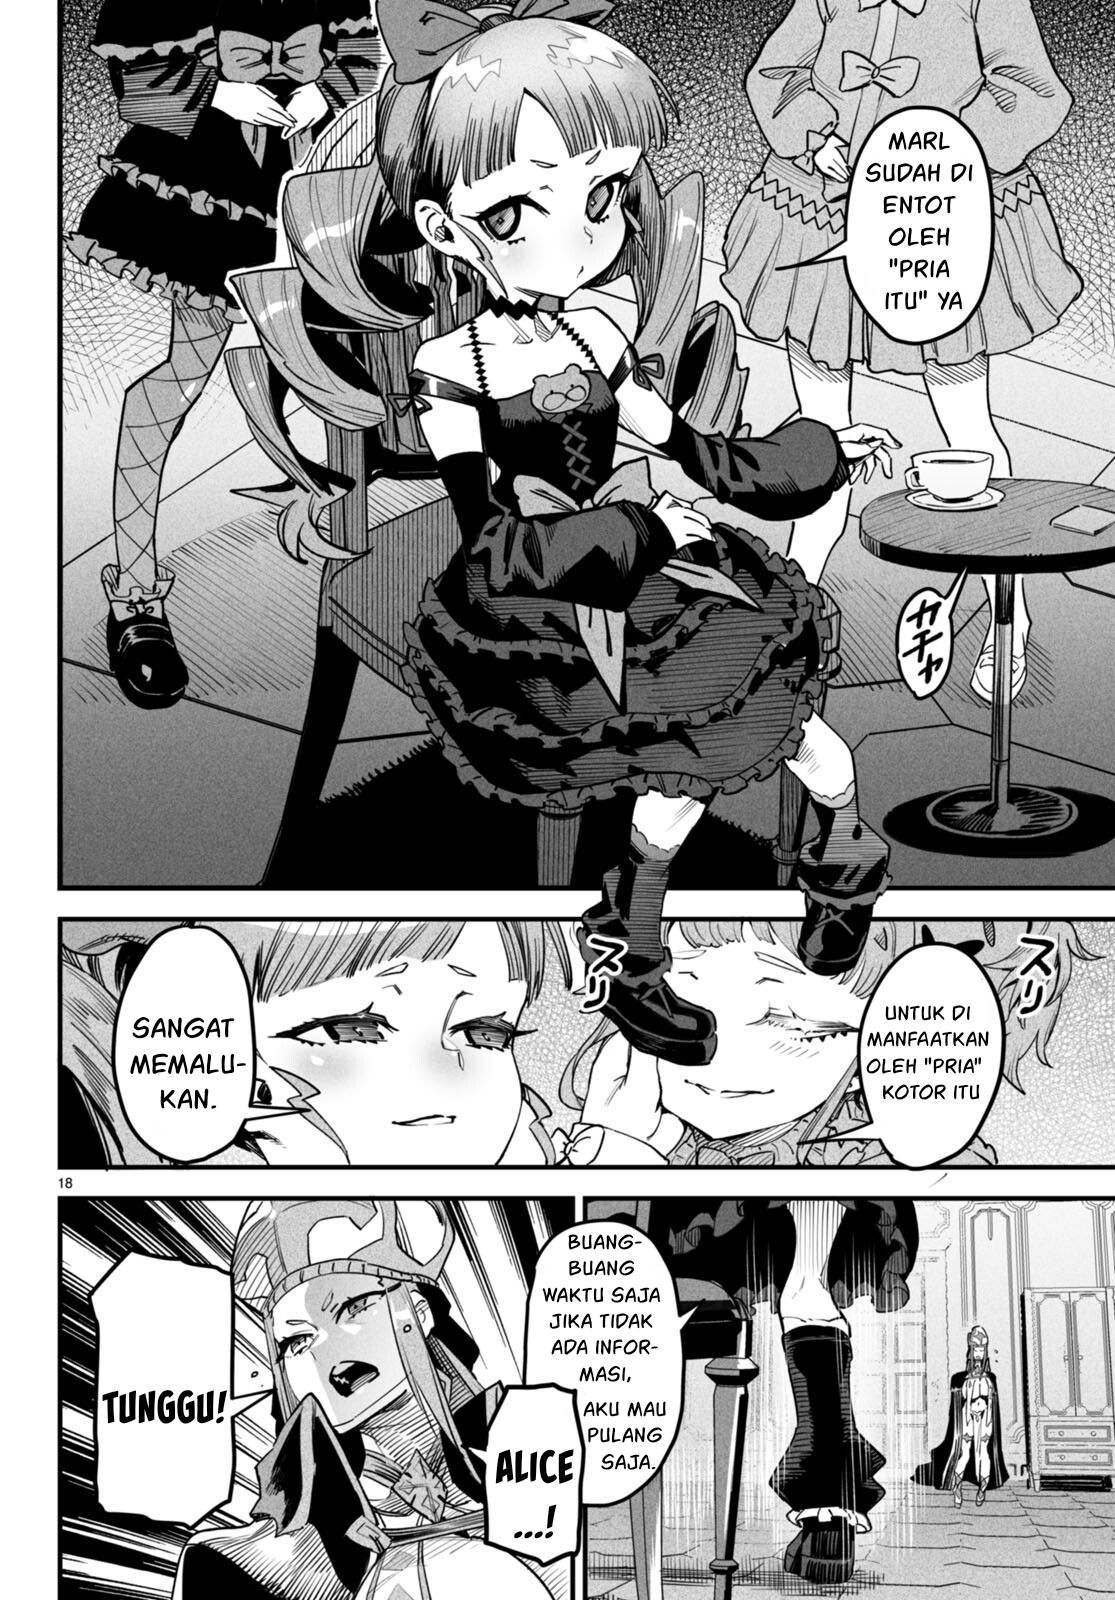 MARL
SUDAH DI
ENTOT
OLEH
"PRIA
ITU" YA
カチャ
スリ
スリ
UNTUK DI
MANFAATKAN
OLEH "PRIA"
KOTOR ITU
SANGAT
MEMALU-
KAN.
18
BUANG-
BUANG
WAKTU SAJA
JIKA TIDAK
ADA INFOR-
MASI,
AKU MAU
PULANG
SAJA.
ALICE
....!
TUNGGU!